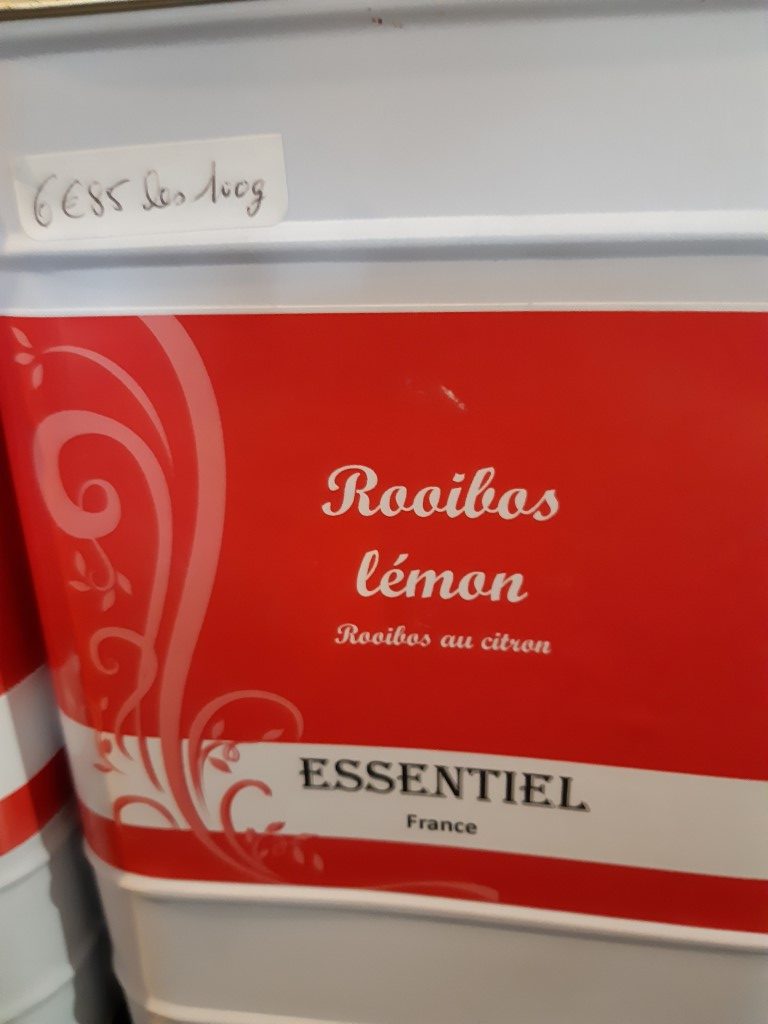 6€85 les 100g
Rooibos
lémon
Rooibos au citron
ESSENTIEL
France